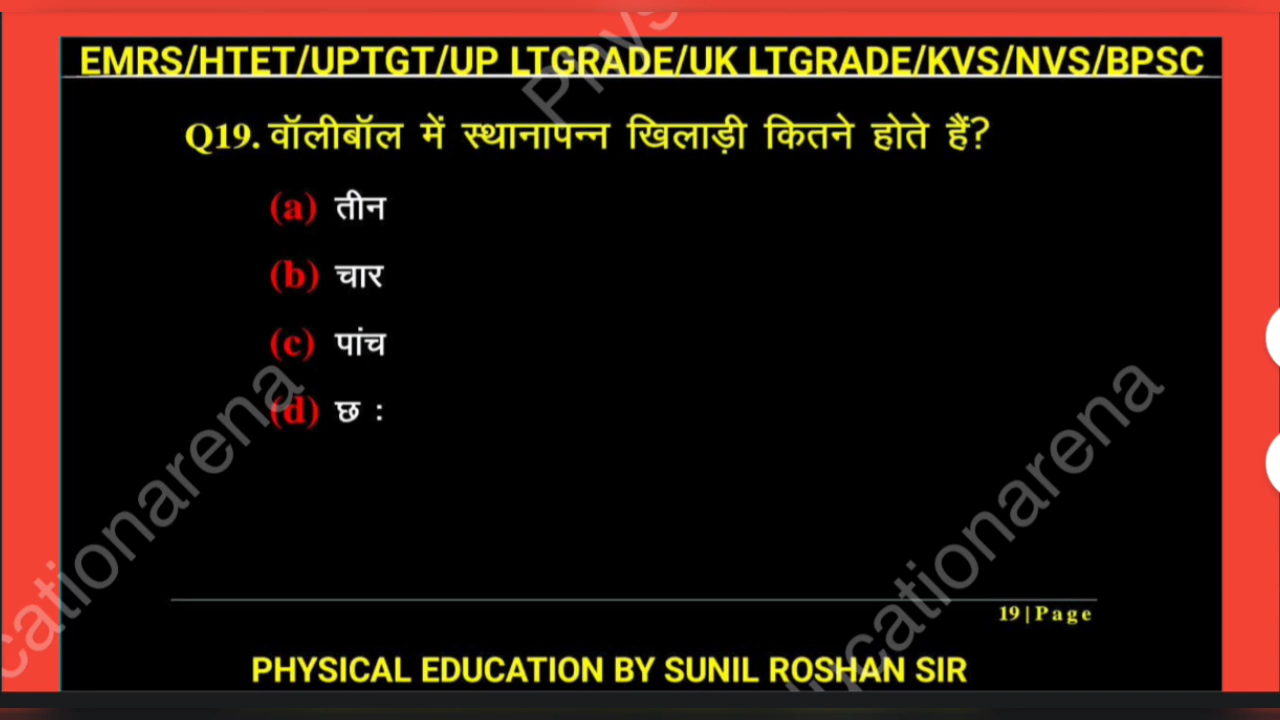 EMRS/HTET/UPTGT/UP LTGRADE/UK LTGRADE/KVS/NVS/BPSC
Q19. वॉलीबॉल में स्थानापन्न खिलाड़ी कितने होते हैं?
(a) तीन
(b) चार
(c) पांच
(d) छ :
19|Page
PHYSICAL EDUCATION BY SUNIL ROSHAN SIR